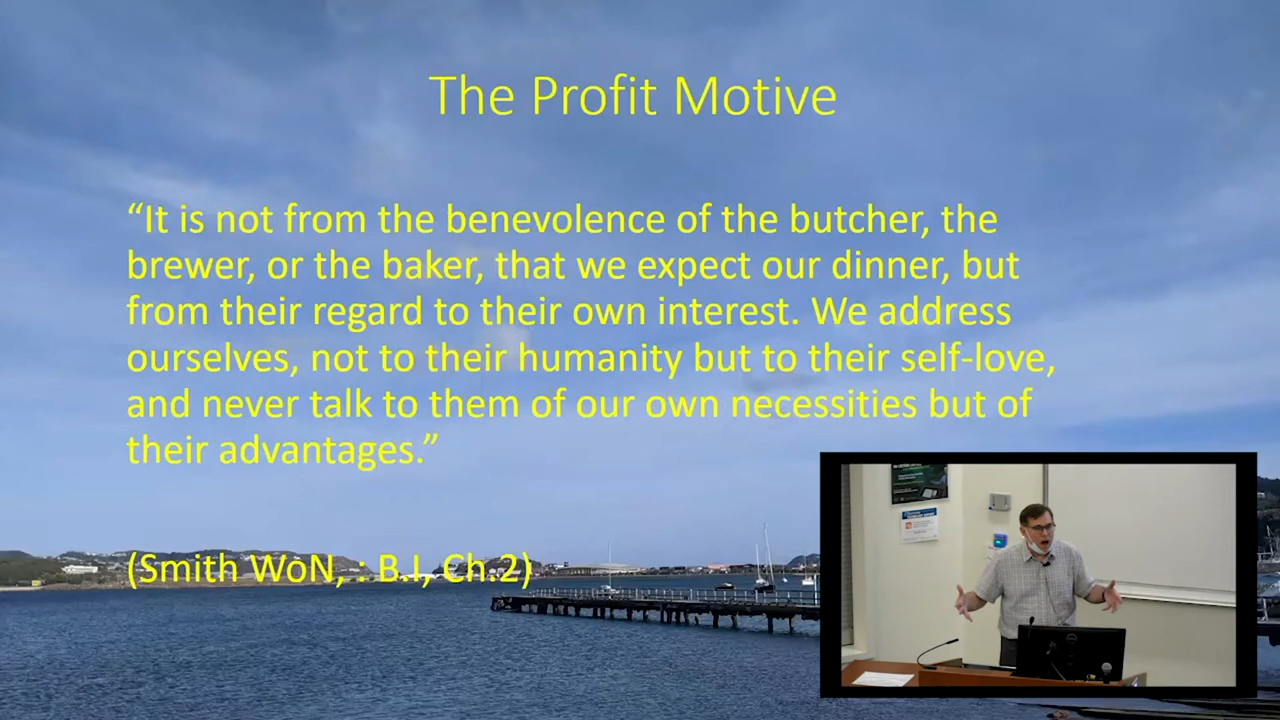 The Profit Motive
“It is not from the benevolence of the butcher, the
brewer, or the baker, that we expect our dinner, but
from their regard to their own interest. We address
ourselves, not to their humanity but to their self-love,
and never talk to them of our own necessities but of
their advantages.”
(Smith WoN, : B.I, Ch.2)